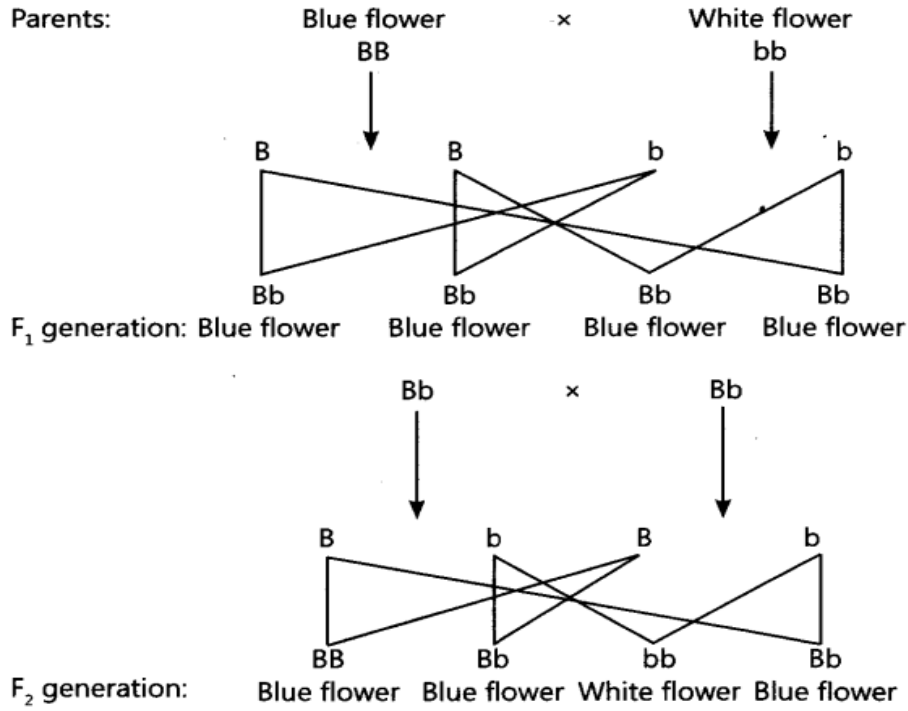 Parents: Blue flower × White flower
BB bb
B B b b
Bb Bb Bb Bb
F₁ generation: Blue flower Blue flower Blue flower Blue flower
Bb × Bb
B b B b
BB Bb bb Bb
F₂ generation: Blue flower Blue flower White flower Blue flower